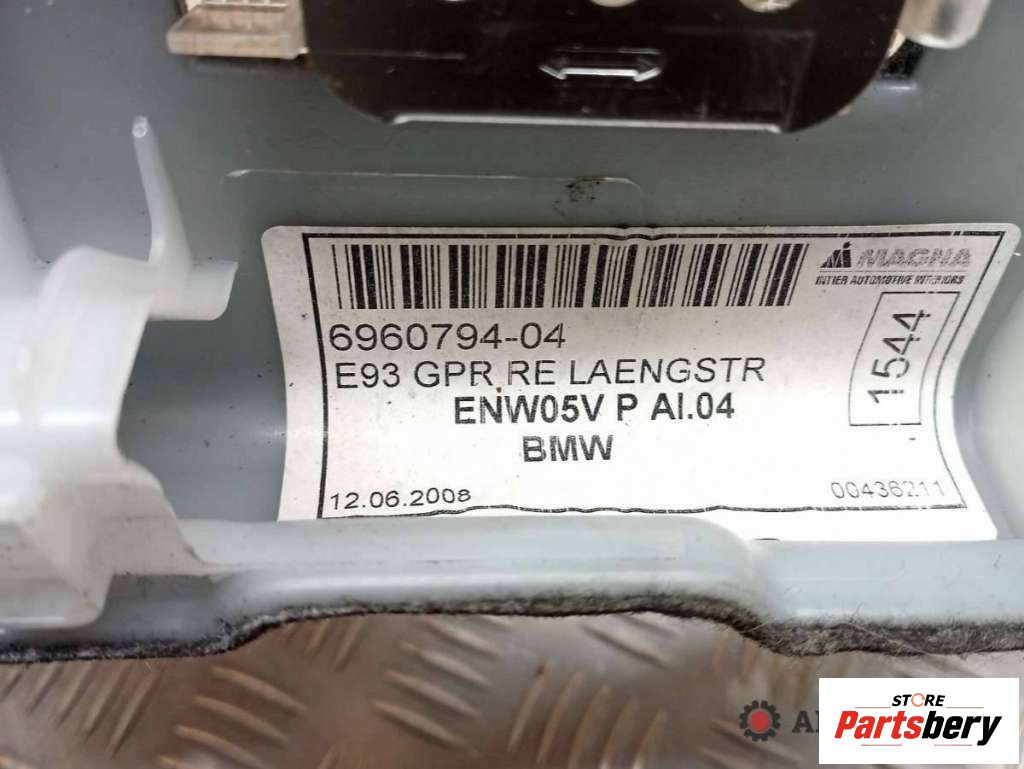 MAGNA
INTIER AUTOMOTIVE INTERIORS
6960794-04
E93 GPR.RE LAENGSTR
ENW05V P AI.04
BMW
1544
12.06.2008
00436211
STORE
Partsbery